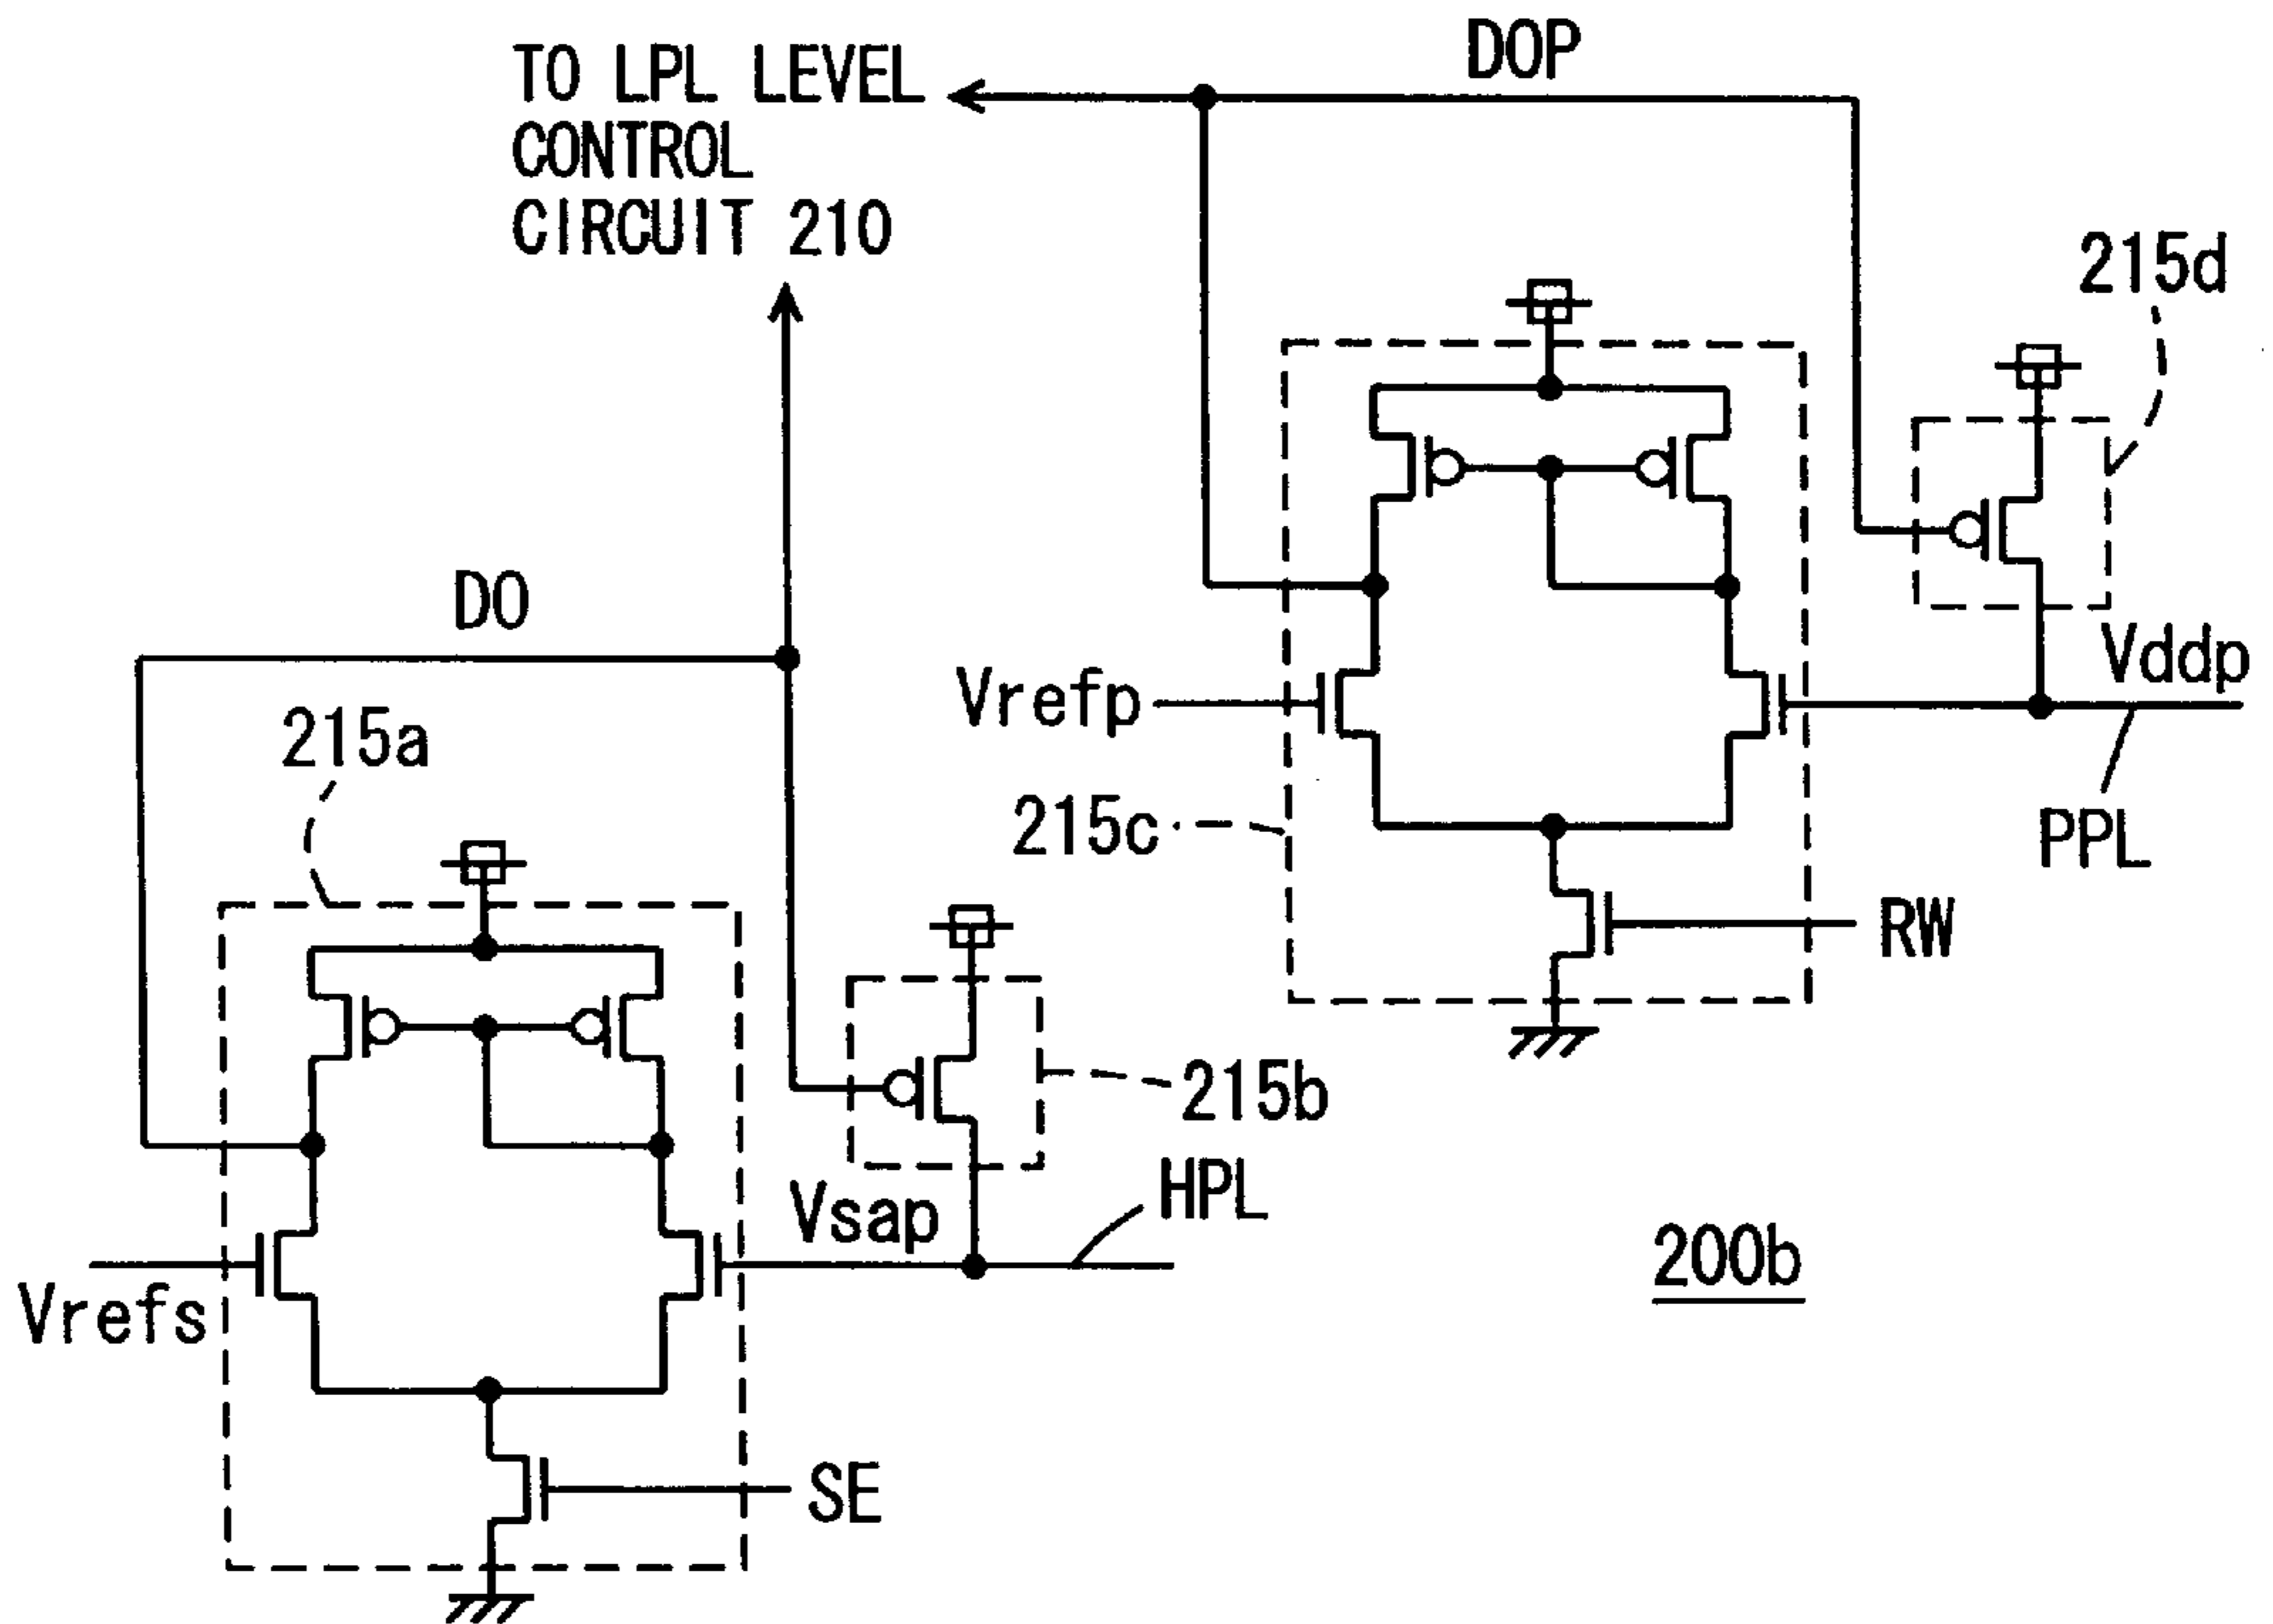 DOP
TO LPL LEVEL
CONTROL
CIRCUIT 210
215d
DO
Vddp
Vrefp
215a
215c
PPL
RW
215b
HPL
Vsap
200b
Vrefs
SE